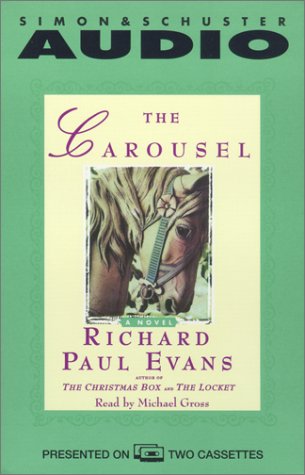 SIMON & SCHUSTER
AUDIO
THE
CAROUSEL
A NOVEL
RICHARD
PAUL EVANS
AUTHOR OF
THE CHRISTMAS BOX AND THE LOCKET
Read by Michael Gross
PRESENTED ON TWO CASSETTES